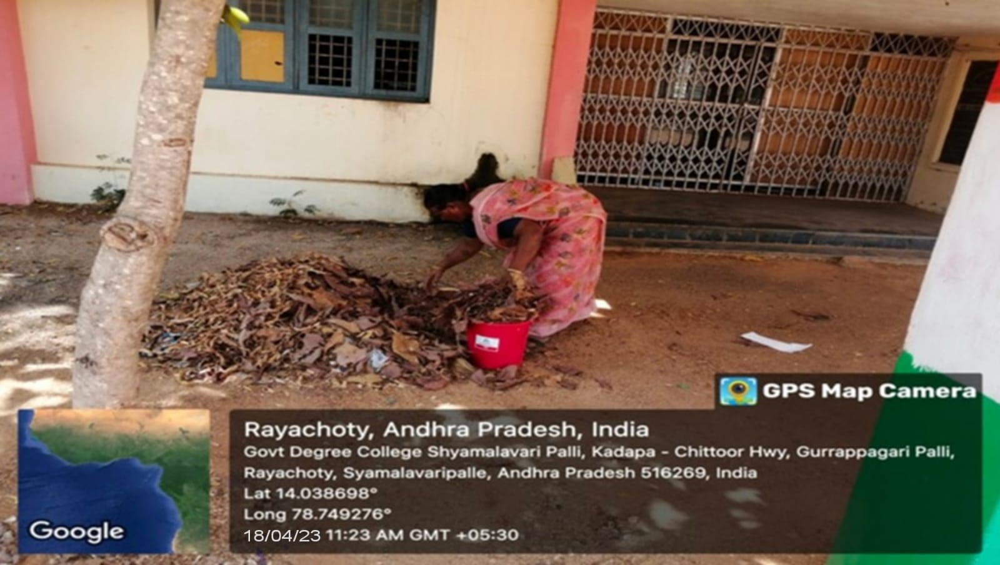 GPS Map Camera
Rayachoty, Andhra Pradesh, India
Govt Degree College Shyamalavari Palli, Kadapa - Chittoor Hwy, Gurrappagari Palli,
Rayachoty, Syamalavaripalle, Andhra Pradesh 516269, India
Lat 14.038698°
Long 78.749276°
18/04/23 11:23 AM GMT +05:30
Google